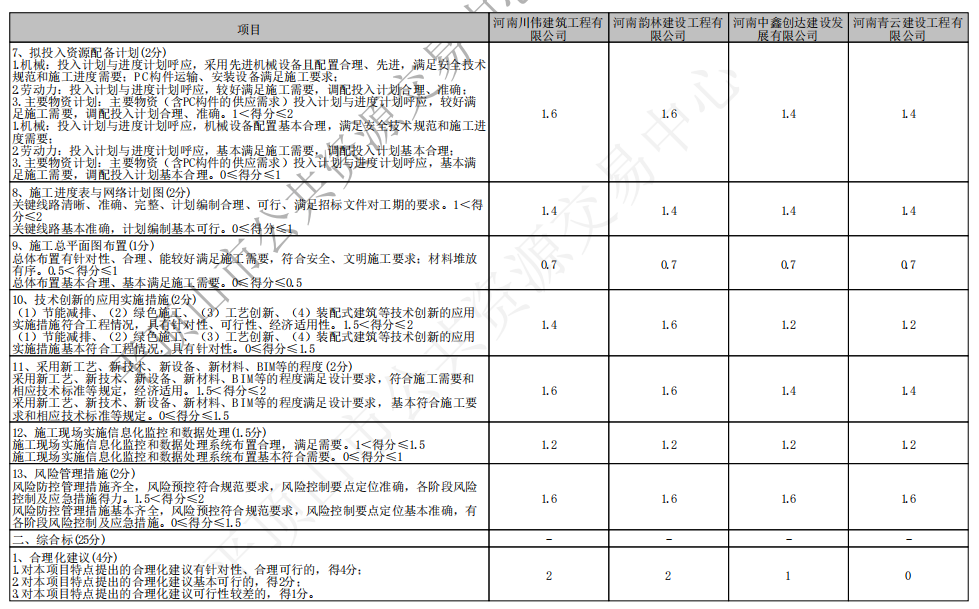 项目
河南川伟建筑工程有
限公司
河南韵林建设工程有
限公司
河南中鑫创达建设发
展有限公司
河南青云建设工程有
限公司
7、拟投入资源配备计划(2分)
1.机械：投入计划与进度计划呼应，采用先进机械设备且配置合理、先进，满足安全技术
规范和施工进度需要；PC构件运输、安装设备满足施工要求；
2.劳动力：投入计划与进度计划呼应，较好满足施工需要，调配投入计划合理、准确；
3.主要物资计划：主要物资（含PC构件的供应需求）投入计划与进度计划呼应，较好满
足施工需要，调配投入计划合理、准确。1＜得分≤2
1.机械：投入计划与进度计划呼应，机械设备配置基本合理，满足安全技术规范和施工进
度需要；
2.劳动力：投入计划与进度计划呼应，基本满足施工需要，调配投入计划基本合理；
3.主要物资计划：主要物资（含PC构件的供应需求）投入计划与进度计划呼应，基本满
足施工需要，调配投入计划基本合理。0≤得分≤1
1.6
1.6
1.4
1.4
8、施工进度表与网络计划图(2分)
关键线路清晰、准确、完整、计划编制合理、可行、满足招标文件对工期的要求。1＜得
分≤2
关键线路基本准确，计划编制基本可行。0≤得分≤1
1.4
1.4
1.4
1.4
9、施工总平面图布置(1分)
总体布置有针对性、合理、能较好满足施工需要，符合安全、文明施工要求；材料堆放
有序。0.5＜得分≤1
总体布置基本合理、基本满足施工需要。0≤得分≤0.5
0.7
0.7
0.7
0.7
10、技术创新的应用实施措施(2分)
（1）节能减排、（2）绿色施工、（3）工艺创新、（4）装配式建筑等技术创新的应用
实施措施符合工程情况，具有针对性、可行性、经济适用性。1.5＜得分≤2
（1）节能减排、（2）绿色施工、（3）工艺创新、（4）装配式建筑等技术创新的应用
实施措施基本符合工程情况，具有针对性。0≤得分≤1.5
1.4
1.6
1.2
1.2
11、采用新工艺、新技术、新设备、新材料、BIM等的程度(2分)
采用新工艺、新技术、新设备、新材料、BIM等的程度满足设计要求，符合施工需要和
相应技术标准等规定，经济适用。1.5＜得分≤2
采用新工艺、新技术、新设备、新材料、BIM等的程度满足设计要求，基本符合施工要
求和相应技术标准等规定。0≤得分≤1.5
1.6
1.6
1.4
1.4
12、施工现场实施信息化监控和数据处理(1.5分)
施工现场实施信息化监控和数据处理系统布置合理，满足需要。1＜得分≤1.5
施工现场实施信息化监控和数据处理系统布置基本符合需要。0≤得分≤1
1.2
1.2
1.2
1.2
13、风险管理措施(2分)
风险防控管理措施齐全，风险预控符合规范要求，风险控制要点定位准确，各阶段风险
控制及应急措施得力。1.5＜得分≤2
风险防控管理措施基本齐全，风险预控符合规范要求，风险控制要点定位基本准确，有
各阶段风险控制及应急措施。0≤得分≤1.5
1.6
1.6
1.6
1.6
二、综合标(25分)
-
-
-
-
1、合理化建议(4分)
1.对本项目特点提出的合理化建议有针对性、合理可行的，得4分；
2.对本项目特点提出的合理化建议基本可行的，得2分；
3.对本项目特点提出的合理化建议可行性较差的，得1分。
2
2
1
0
平顶山市公共资源交易中心
平顶山市公共资源交易中心